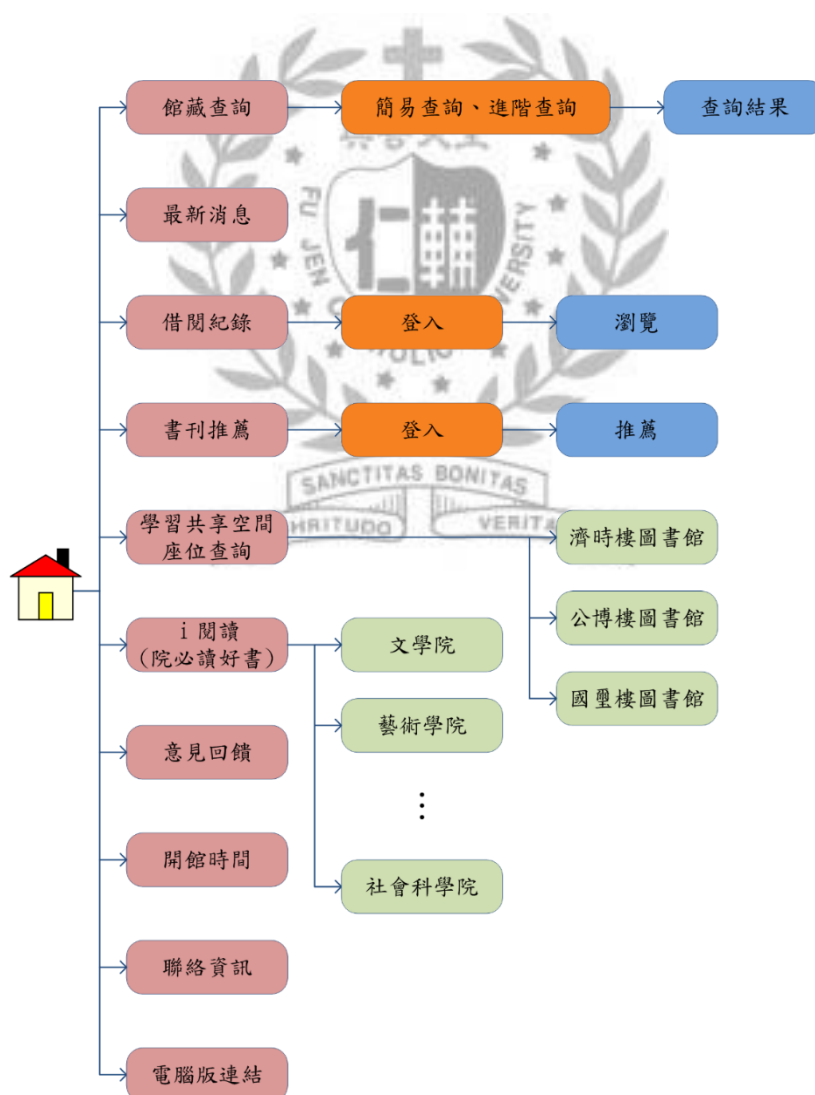 館藏查詢
簡易查詢、進階查詢
查詢結果
最新消息
FU JEN
VERSITY
仁輔
借閱紀錄
登入
瀏覽
書刊推薦
登入
推薦
SANCTITAS BONITAS
HRITUDO
VERITA
學習共享空間
座位查詢
濟時樓圖書館
公博樓圖書館
國璽樓圖書館
i 閱讀
(院必讀好書)
文學院
藝術學院
⋮
社會科學院
意見回饋
開館時間
聯絡資訊
電腦版連結